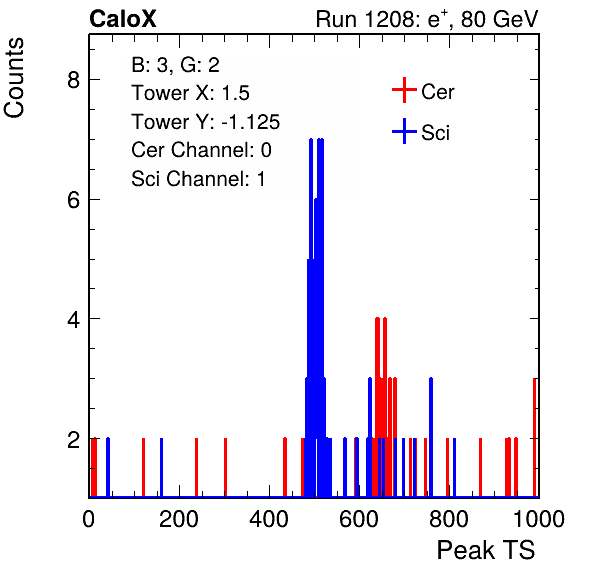 CaloX Run 1208: e⁺, 80 GeV
Counts
B: 3, G: 2
Tower X: 1.5
Tower Y: -1.125
Cer Channel: 0
Sci Channel: 1
Cer
Sci
8
6
4
2
0 200 400 600 800 1000
Peak TS